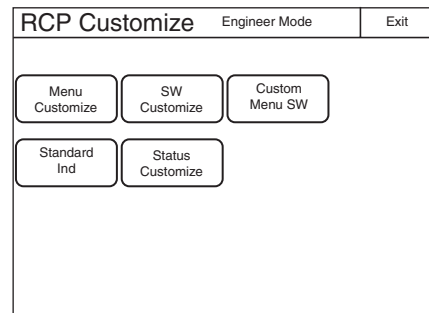 RCP Customize Engineer Mode Exit
Menu
Customize
SW
Customize
Custom
Menu SW
Standard
Ind
Status
Customize